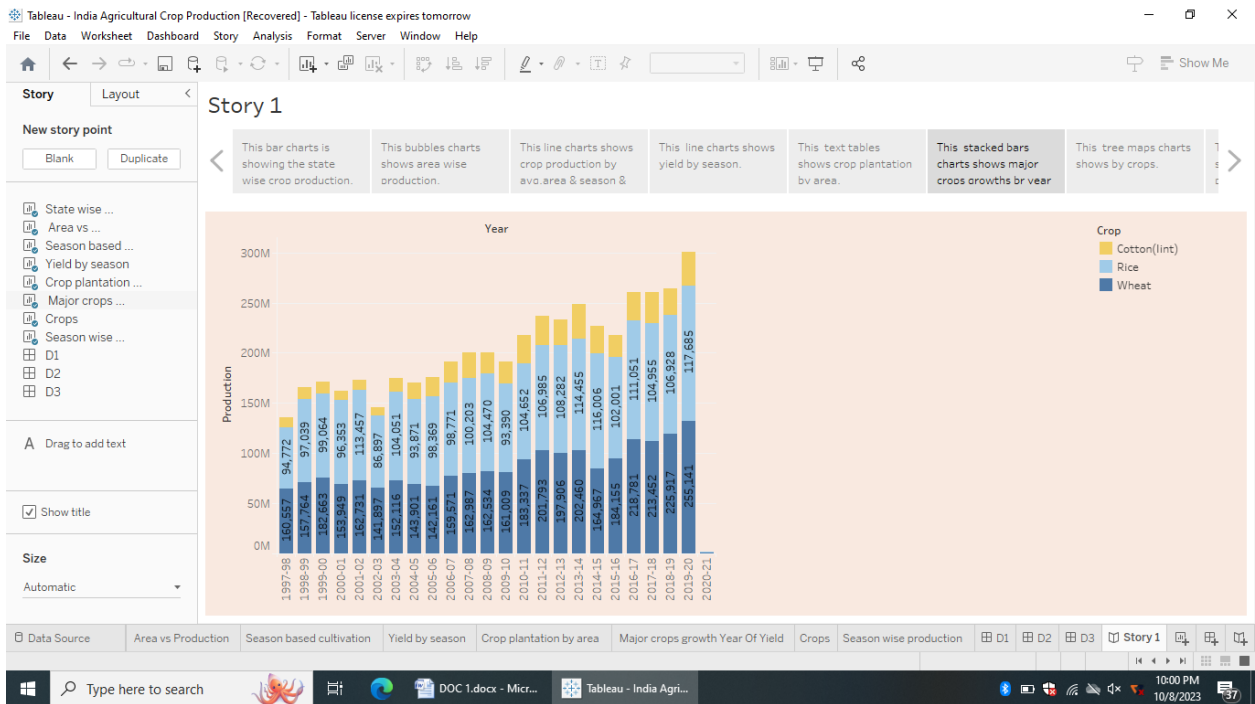 Tableau - India Agricultural Crop Production [Recovered] - Tableau license expires tomorrow
File Data Worksheet Dashboard Story Analysis Format Server Window Help
Show Me
Story Layout
New story point
Blank Duplicate
State wise ...
Area vs ...
Season based ...
Yield by season
Crop plantation ...
Major crops ...
Crops
Season wise ...
D1
D2
D3
A Drag to add text
Show title
Size
Automatic
Story 1
This bar charts is
showing the state
wise crop production.
This bubbles charts
shows area wise
production.
This line charts shows
crop production by
avg.area & season &
This line charts shows
yield by season.
This text tables
shows crop plantation
by area.
This stacked bars
charts shows major
crops growths br year
This tree maps charts
shows by crops.
Year
Production
300M
250M
200M
150M
100M
50M
0M
94,772
97,039
99,064
96,353
113,457
86,897
104,051
93,871
98,369
98,771
100,203
104,470
93,390
104,652
106,985
108,282
114,455
116,006
102,001
111,051
104,955
106,928
117,685
160,557
157,764
182,663
153,949
162,731
141,897
152,116
143,901
142,161
159,571
162,987
162,534
161,009
183,337
201,793
197,906
202,460
164,967
184,155
218,781
213,452
225,917
255,141
1997-98
1998-99
1999-00
2000-01
2001-02
2002-03
2003-04
2004-05
2005-06
2006-07
2007-08
2008-09
2009-10
2010-11
2011-12
2012-13
2013-14
2014-15
2015-16
2016-17
2017-18
2018-19
2019-20
2020-21
Crop
Cotton(lint)
Rice
Wheat
Data Source Area vs Production Season based cultivation Yield by season Crop plantation by area Major crops growth Year Of Yield Crops Season wise production D1 D2 D3 Story 1
Type here to search DOC 1.docx - Micr... Tableau - India Agri...
10:00 PM
10/8/2023
37